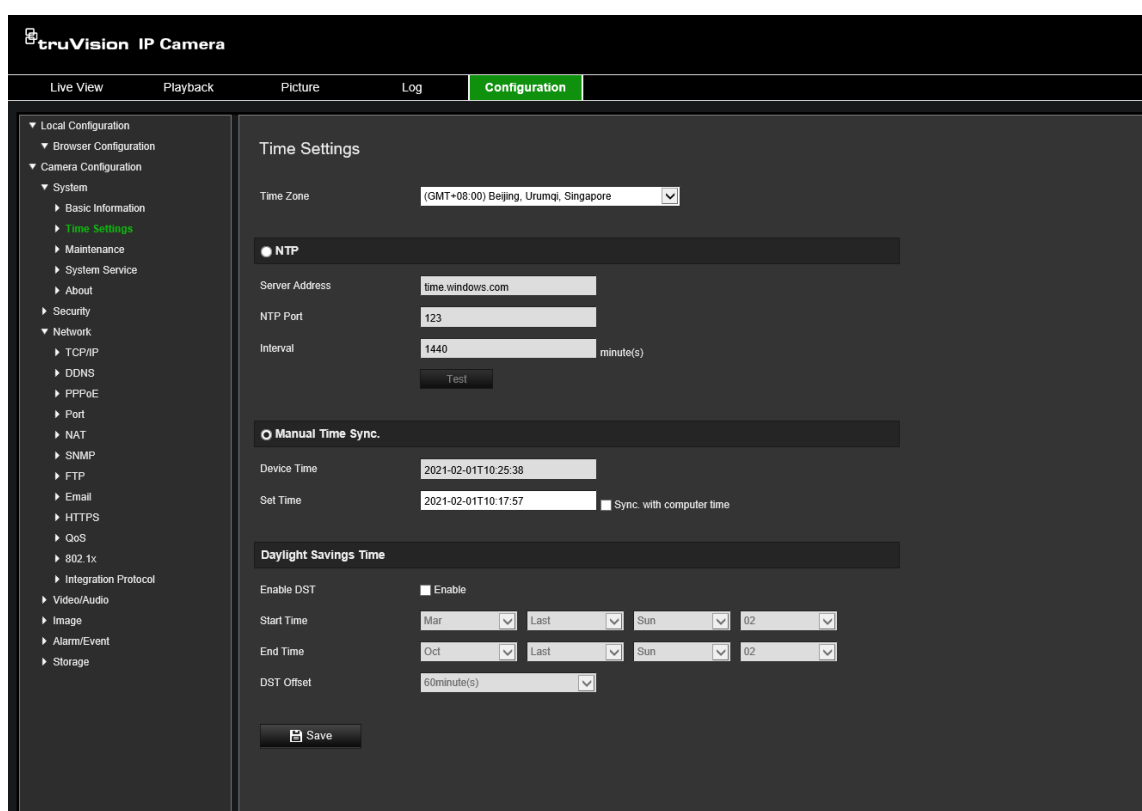 truVision IP Camera
Live View Playback Picture Log Configuration
Local Configuration
Browser Configuration
Camera Configuration
System
Basic Information
Time Settings
Maintenance
System Service
About
Security
Network
TCP/IP
DDNS
PPPoE
Port
NAT
SNMP
FTP
Email
HTTPS
QoS
802.1x
Integration Protocol
Video/Audio
Image
Alarm/Event
Storage
Time Settings
Time Zone (GMT+08:00) Beijing, Urumqi, Singapore
NTP
Server Address time.windows.com
NTP Port 123
Interval 1440 minute(s)
Test
Manual Time Sync.
Device Time 2021-02-01T10:25:38
Set Time 2021-02-01T10:17:57 Sync. with computer time
Daylight Savings Time
Enable DST Enable
Start Time Mar Last Sun 02
End Time Oct Last Sun 02
DST Offset 60minute(s)
Save